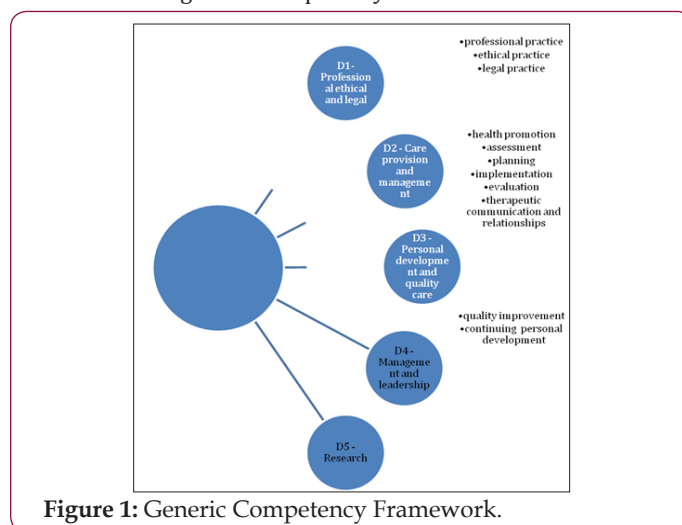 D1-
Profession
al ethical
and legal
•professional practice
•ethical practice
•legal practice
D2 - Care
provision
and
manageme
nt
•health promotion
•assessment
•planning
•implementation
•evaluation
•therapeutic
communication and
relationships
D3 -
Personal
developme
nt and
quality
care
•quality improvement
•continuing personal
development
D4 -
Manageme
nt and
leadership
D5 -
Research
Figure 1: Generic Competency Framework.